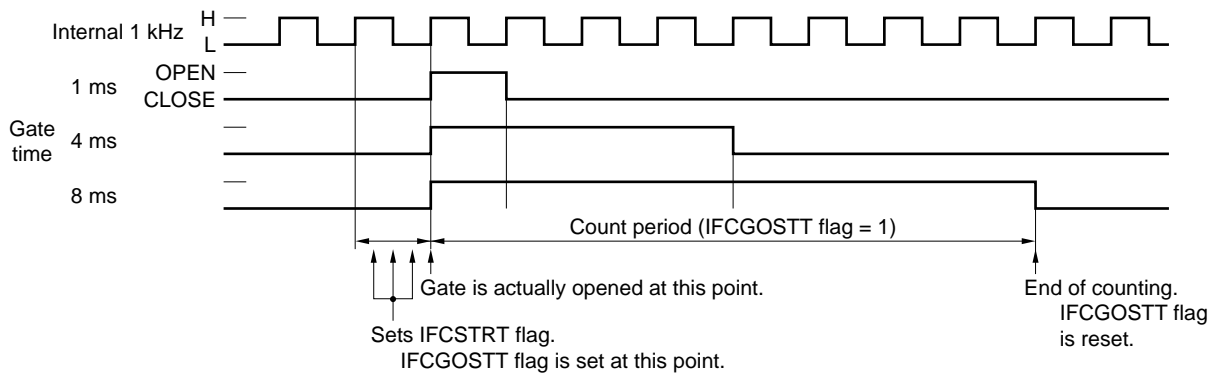 Internal 1 kHz
H
L
1 ms
OPEN
CLOSE
Gate
time
4 ms
8 ms
Count period (IFCGOSTT flag = 1)
Gate is actually opened at this point.
Sets IFCSTRT flag.
IFCGOSTT flag is set at this point.
End of counting.
IFCGOSTT flag
is reset.